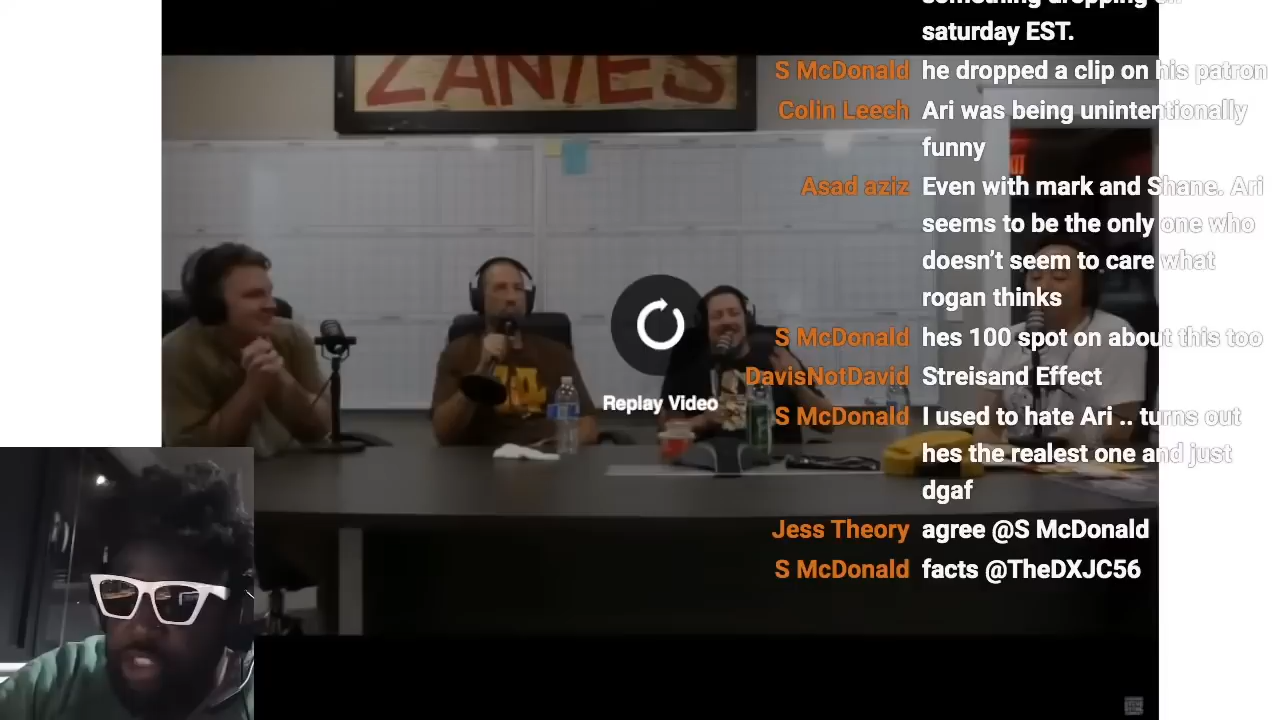 something dropping on
saturday EST.
ZANIES
S McDonald he dropped a clip on his patron
Colin Leech Ari was being unintentionally
funny
Asad aziz Even with mark and Shane. Ari
seems to be the only one who
doesn’t seem to care what
rogan thinks
S McDonald hes 100 spot on about this too
DavisNotDavid Streisand Effect
Replay Video
S McDonald I used to hate Ari .. turns out
hes the realest one and just
dgaf
Jess Theory agree @S McDonald
S McDonald facts @TheDXJC56